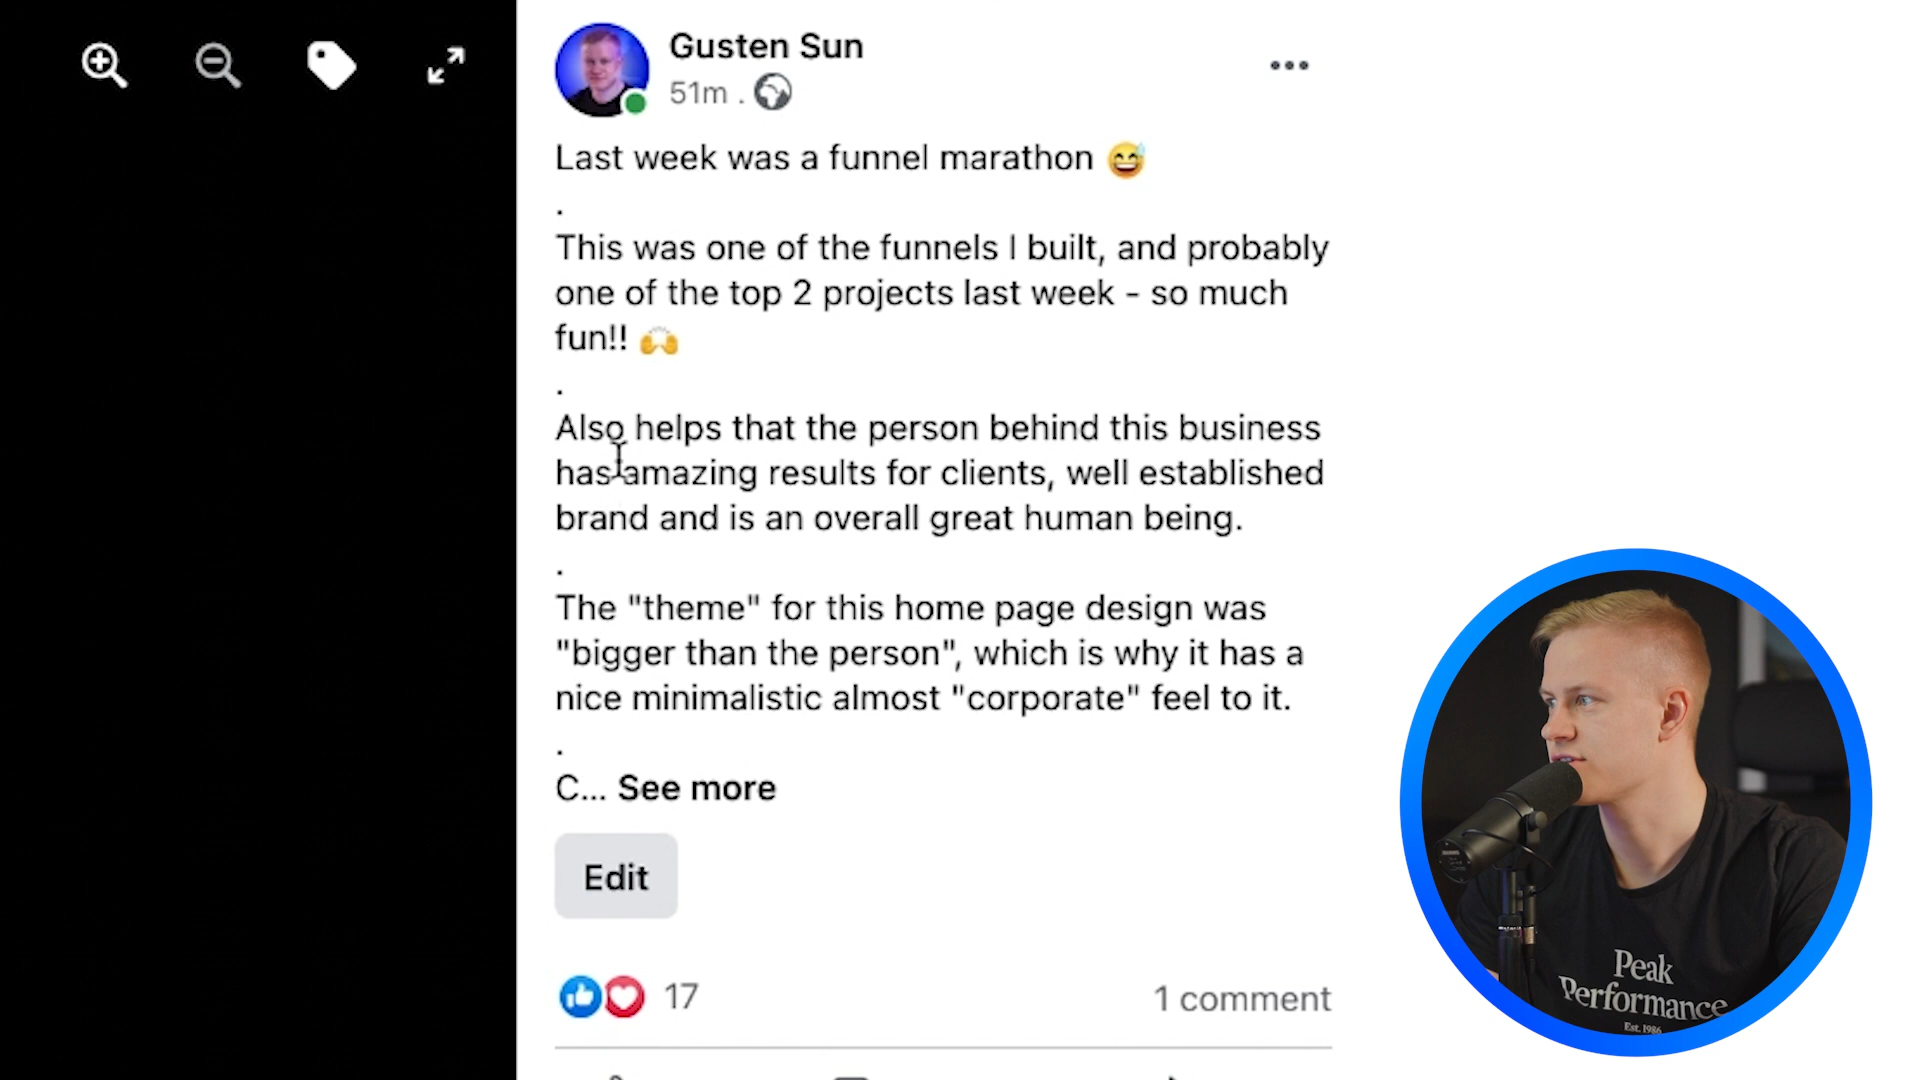 Gusten Sun
51m .
Last week was a funnel marathon 😅
.
This was one of the funnels I built, and probably
one of the top 2 projects last week - so much
fun!! 🙌
.
Also helps that the person behind this business
has amazing results for clients, well established
brand and is an overall great human being.
.
The "theme" for this home page design was
"bigger than the person", which is why it has a
nice minimalistic almost "corporate" feel to it.
.
C... See more
Edit
17
1 comment
Peak
Performance
Est. 1986